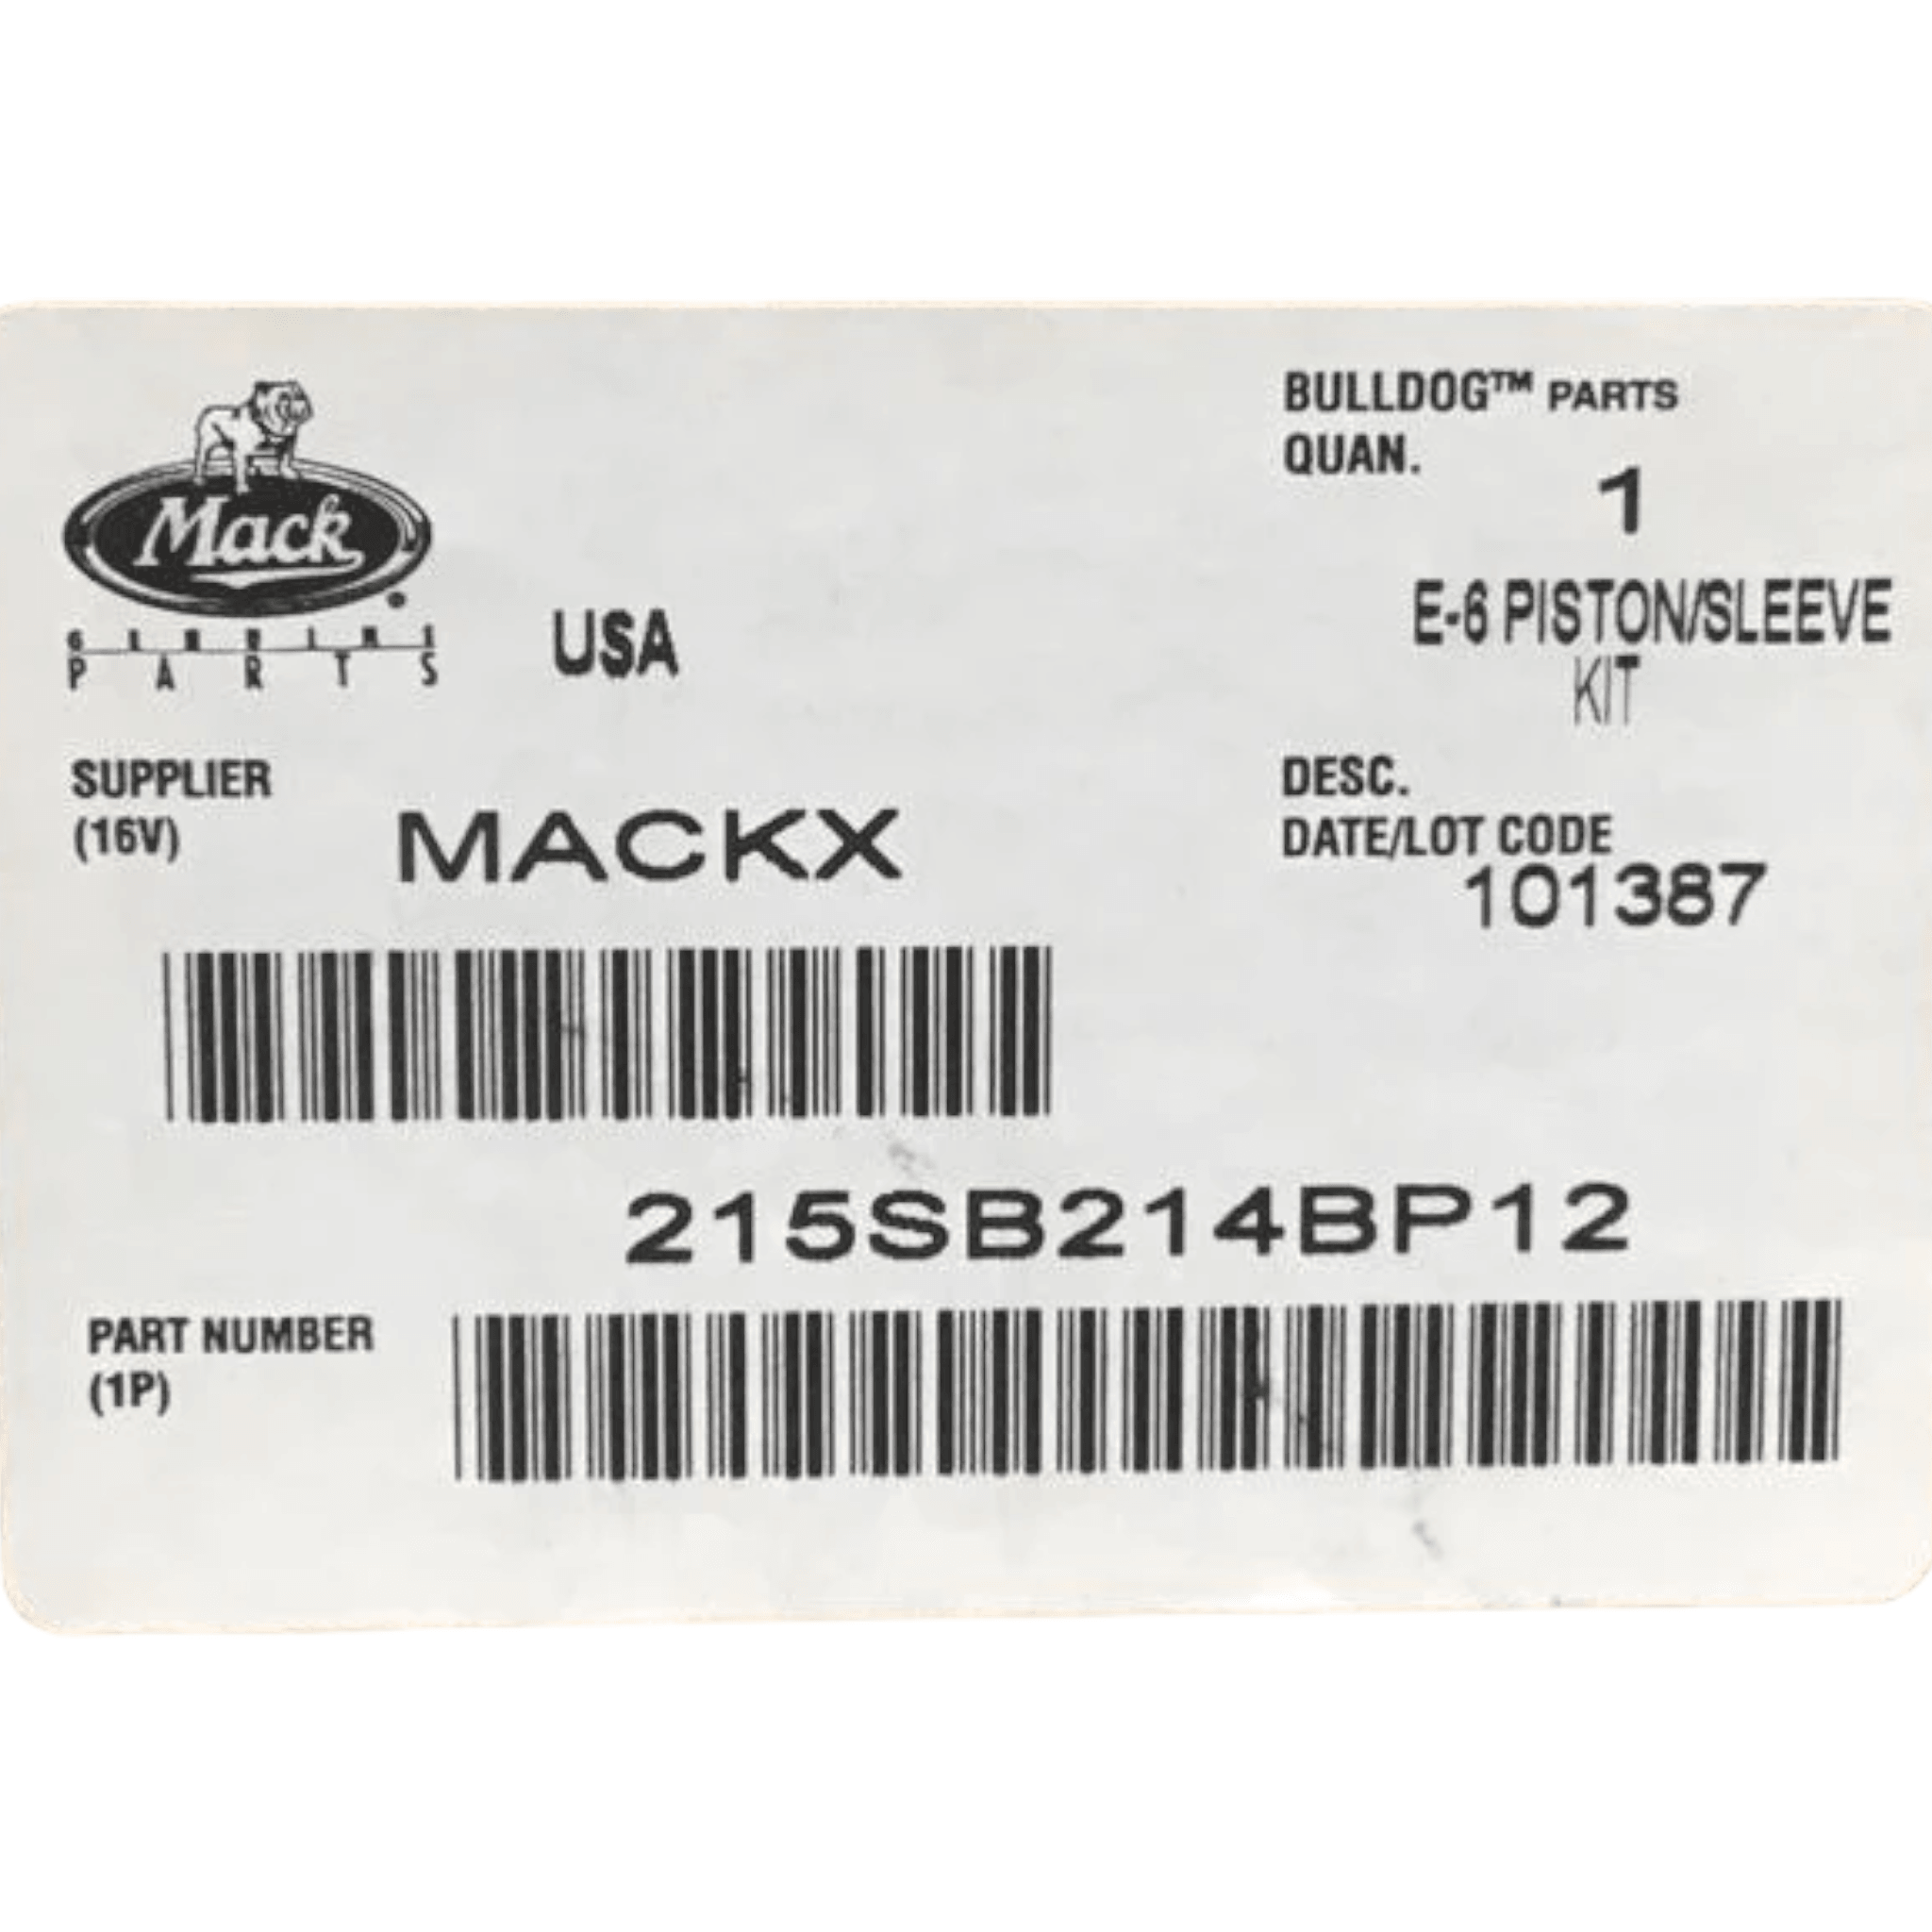 Mack
GENUINE
PARTS
USA
BULLDOG™ PARTS
QUAN.
1
E-6 PISTON/SLEEVE
KIT
SUPPLIER
(16V)
MACKX
DESC.
DATE/LOT CODE
101387
215SB214BP12
PART NUMBER
(1P)